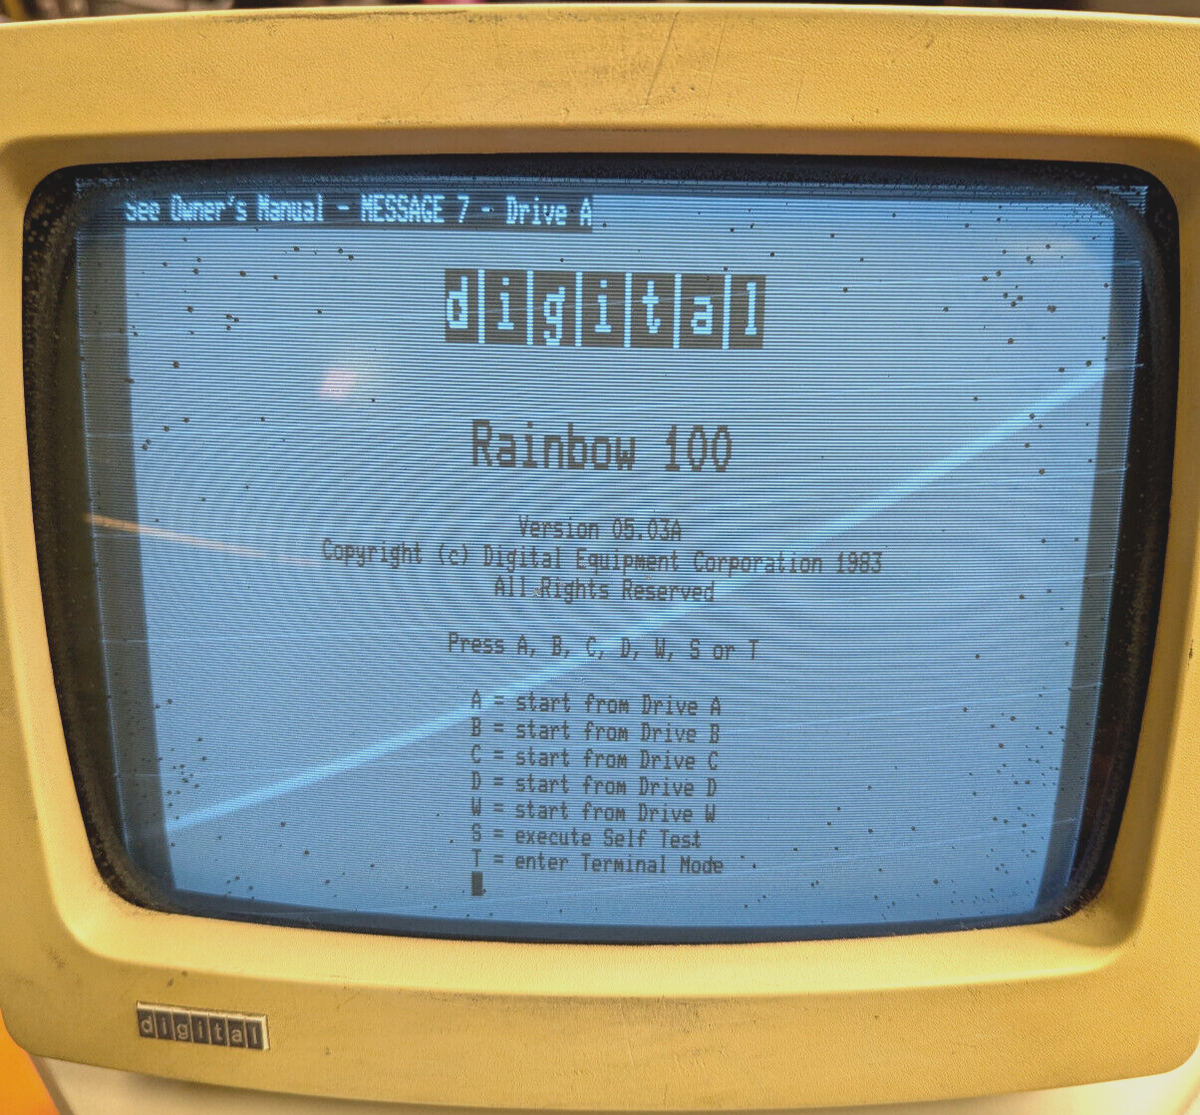 See Owner's Manual - MESSAGE 7 - Drive A
digital
Rainbow 100
Version 05.03A
Copyright (c) Digital Equipment Corporation 1983
All Rights Reserved
Press A, B, C, D, W, S or T
A = start from Drive A
B = start from Drive B
C = start from Drive C
D = start from Drive D
W = start from Drive W
S = execute Self Test
T = enter Terminal Mode
digital